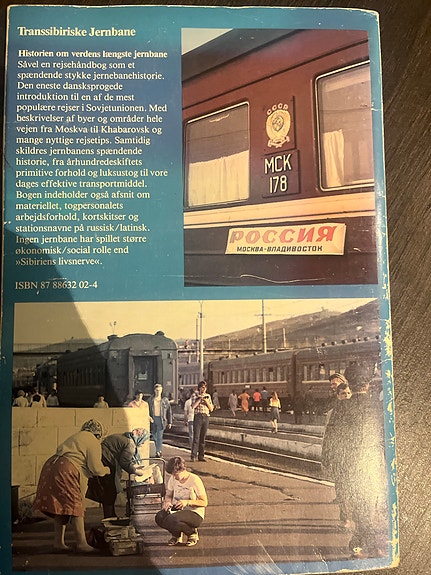 Transsibiriske Jernbane
Historien om verdens længste jernbane
Såvel en rejsehåndbog som et
spændende stykke jernebanehistorie.
Den eneste dansksprogede
introduktion til en af de mest
populære rejser i Sovjetunionen. Med
beskrivelser af byer og områder hele
vejen fra Moskva til Khabarovsk og
mange nyttige rejsetips. Samtidig
skildres jernbanens spændende
historie, fra århundredeskiftets
primitive forhold og luksustog til vore
dages effektive transportmiddel.
Bogen indeholder også afsnit om
materiellet, togpersonalets
arbejdsforhold, kortskitser og
stationsnavne på russisk/latinsk.
Ingen jernbane har spillet større
økonomisk/social rolle end
»Sibiriens livsnerve«.
ISBN 87 88632 02-4
СССР
МСК
178
РОССИЯ
МОСКВА-ВЛАДИВОСТОК